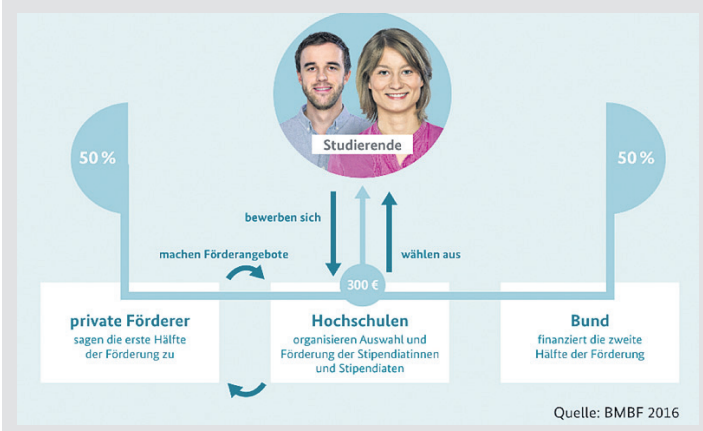 Studierende
50 %
50 %
bewerben sich
machen Förderangebote
wählen aus
300 €
private Förderer
sagen die erste Hälfte
der Förderung zu
Hochschulen
organisieren Auswahl und
Förderung der Stipendiatinnen
und Stipendiaten
Bund
finanziert die zweite
Hälfte der Förderung
Quelle: BMBF 2016